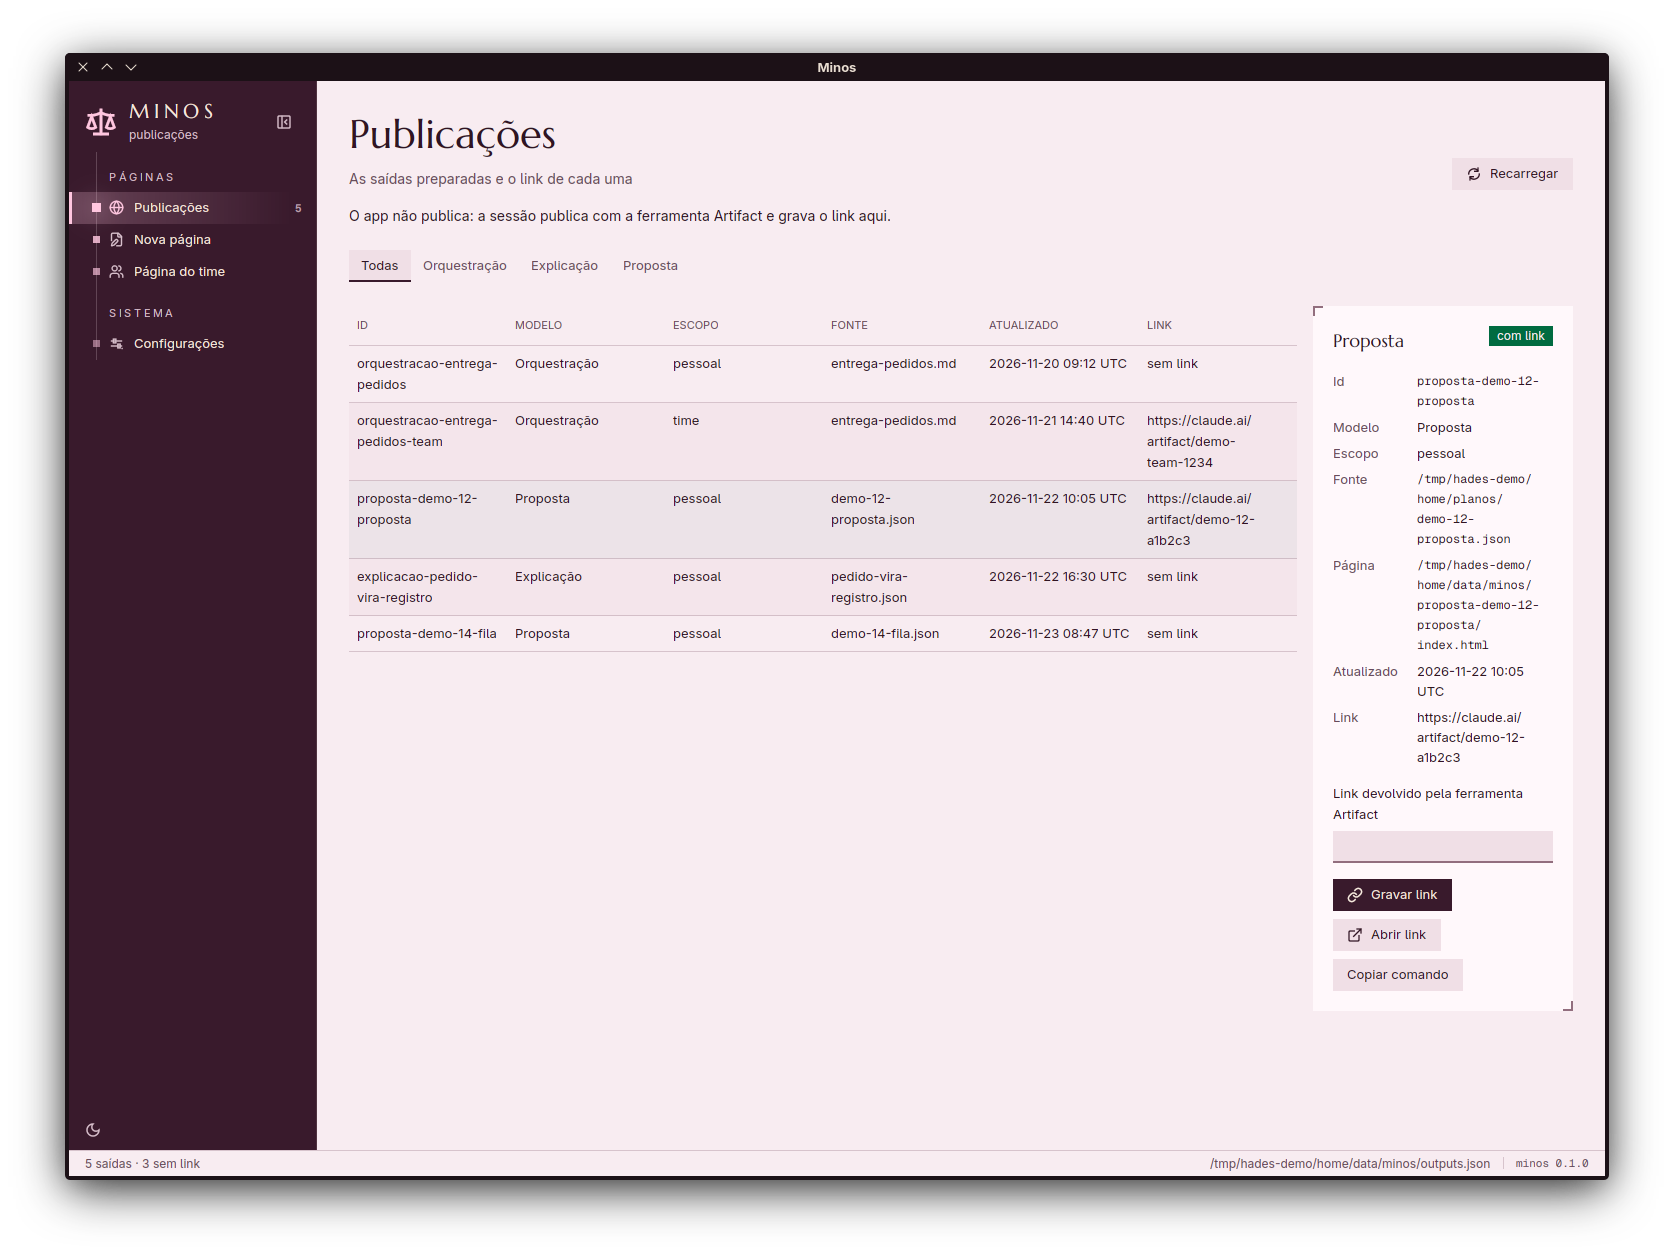 Minos
MINOS
publicações
PÁGINAS
Publicações 5
Nova página
Página do time
SISTEMA
Configurações
Publicações
As saídas preparadas e o link de cada uma
Recarregar
O app não publica: a sessão publica com a ferramenta Artifact e grava o link aqui.
Todas Orquestração Explicação Proposta
ID MODELO ESCOPO FONTE ATUALIZADO LINK
orquestracao-entrega- Orquestração pessoal entrega-pedidos.md 2026-11-20 09:12 UTC sem link
pedidos
orquestracao-entrega- Orquestração time entrega-pedidos.md 2026-11-21 14:40 UTC https://claude.ai/
pedidos-team artifact/demo-
team-1234
proposta-demo-12- Proposta pessoal demo-12- 2026-11-22 10:05 UTC https://claude.ai/
proposta proposta.json artifact/demo-12-
a1b2c3
explicacao-pedido- Explicação pessoal pedido-vira- 2026-11-22 16:30 UTC sem link
vira-registro registro.json
proposta-demo-14-fila Proposta pessoal demo-14-fila.json 2026-11-23 08:47 UTC sem link
Proposta com link
Id proposta-demo-12-
proposta
Modelo Proposta
Escopo pessoal
Fonte /tmp/hades-demo/
home/planos/
demo-12-
proposta.json
Página /tmp/hades-demo/
home/data/minos/
proposta-demo-12-
proposta/
index.html
Atualizado 2026-11-22 10:05
UTC
Link https://claude.ai/
artifact/demo-12-
a1b2c3
Link devolvido pela ferramenta
Artifact
Gravar link
Abrir link
Copiar comando
5 saídas · 3 sem link
/tmp/hades-demo/home/data/minos/outputs.json minos 0.1.0